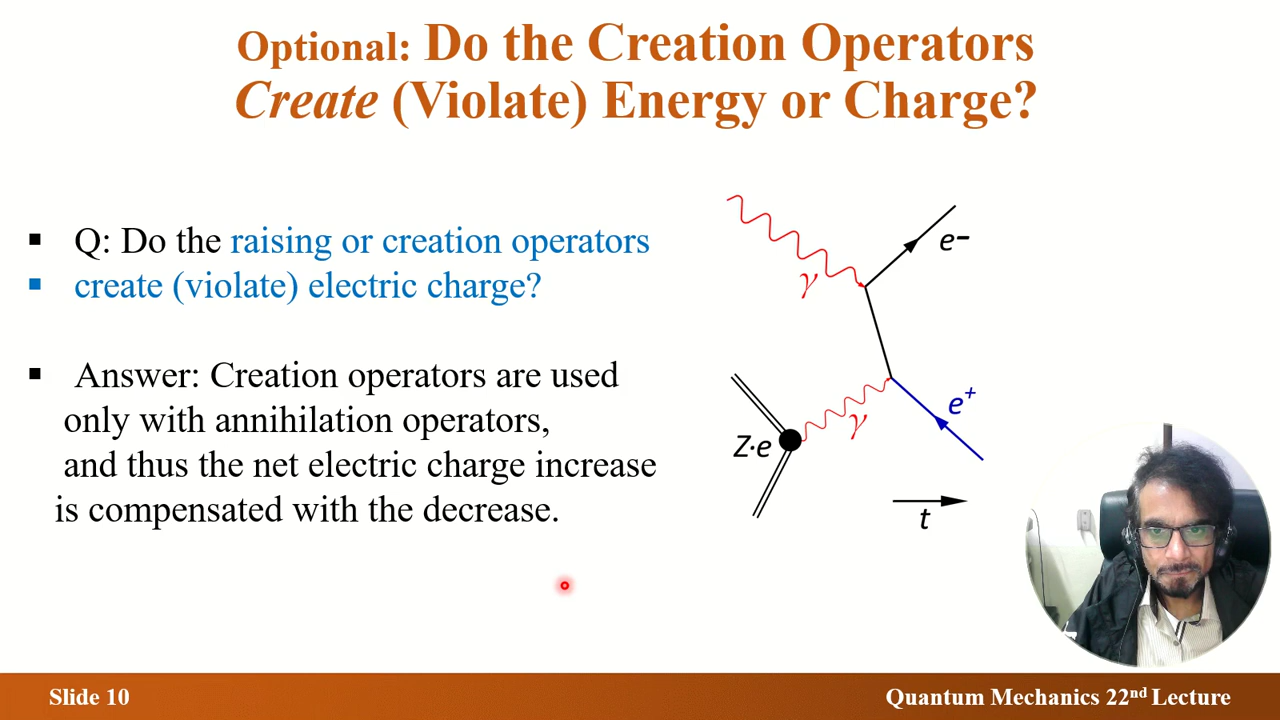 Optional: Do the Creation Operators
Create (Violate) Energy or Charge?
▪ Q: Do the raising or creation operators
▪ create (violate) electric charge?
▪ Answer: Creation operators are used
only with annihilation operators,
and thus the net electric charge increase
is compensated with the decrease.
γ
e−
Z·e
γ
e⁺
t
Slide 10
Quantum Mechanics 22nd Lecture